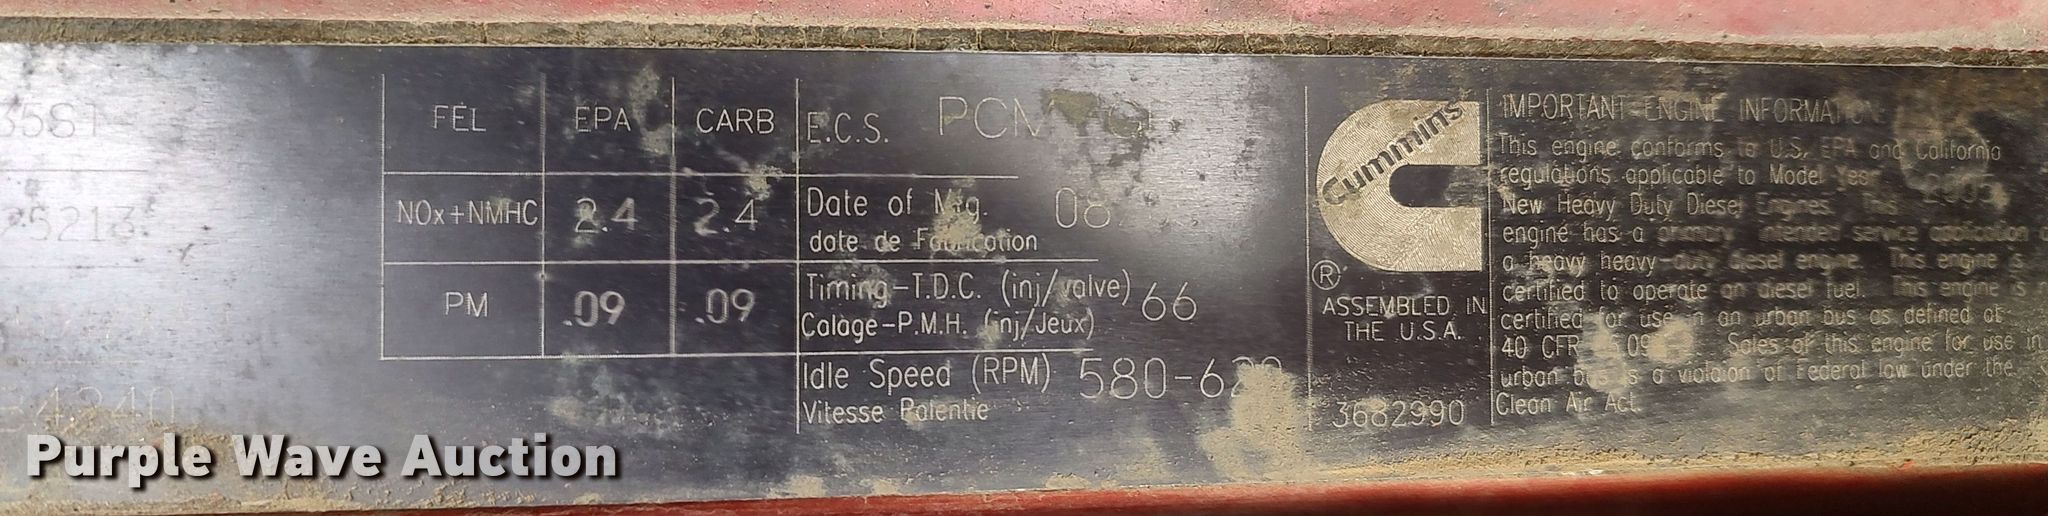 35ST
25213
34240
FEL EPA CARB
NOx+NMHC 2.4 2.4
PM .09 .09
E.C.S. PCM
Date of Mfg. 08
date de Fabrication
Timing-T.D.C. (inj/valve) 66
Calage-P.M.H. (inj/Jeux)
Idle Speed (RPM) 580-620
Vitesse Ralentie
Cummins
®
ASSEMBLED IN
THE U.S.A.
3682990
IMPORTANT ENGINE INFORMATION
This engine conforms to U.S. EPA and California
regulations applicable to Model Year 2005
New Heavy Duty Diesel Engines. This
engine has a primary intended service application
a heavy heavy-duty diesel engine. This engine is
certified to operate on diesel fuel. This engine is
certified for use in an urban bus as defined at
40 CFR 09 Sales of this engine for use in
urban bus is a violaion of Federal law under the
Clean Air Act.
Purple Wave Auction